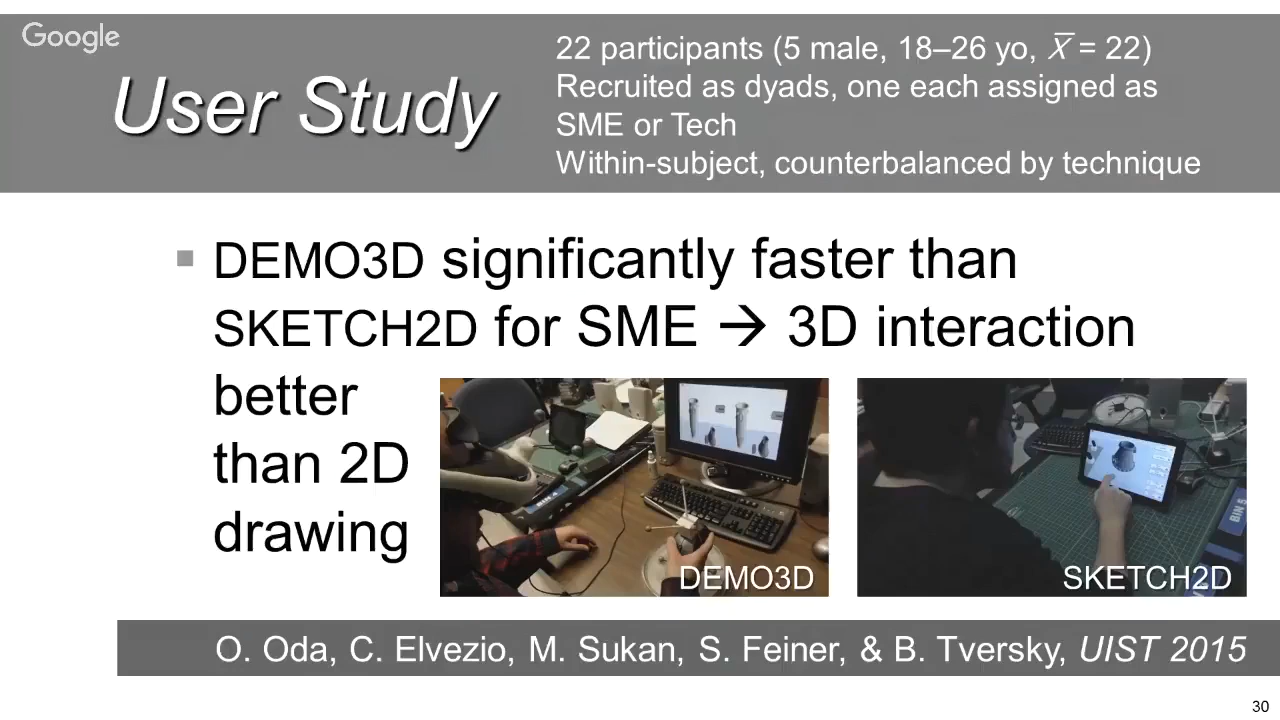 Google
User Study
22 participants (5 male, 18–26 yo, X̅ = 22)
Recruited as dyads, one each assigned as
SME or Tech
Within-subject, counterbalanced by technique
▪ DEMO3D significantly faster than
SKETCH2D for SME → 3D interaction
better
than 2D
drawing
DEMO3D
SKETCH2D
O. Oda, C. Elvezio, M. Sukan, S. Feiner, & B. Tversky, UIST 2015
30